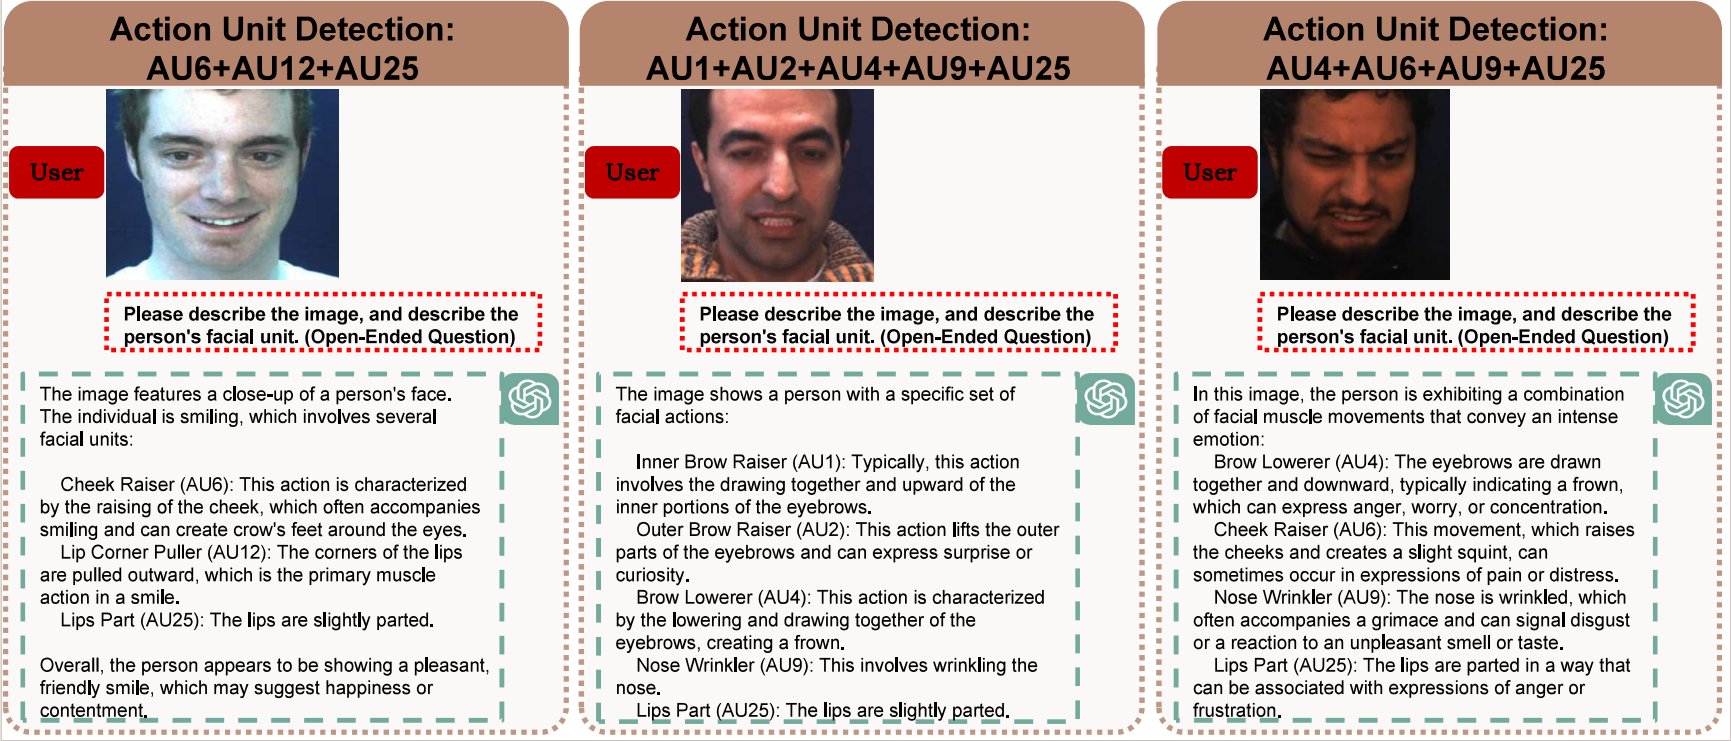 Action Unit Detection:
AU6+AU12+AU25
User
Please describe the image, and describe the
person's facial unit. (Open-Ended Question)
The image features a close-up of a person's face.
The individual is smiling, which involves several
facial units:
Cheek Raiser (AU6): This action is characterized
by the raising of the cheek, which often accompanies
smiling and can create crow's feet around the eyes.
Lip Corner Puller (AU12): The corners of the lips
are pulled outward, which is the primary muscle
action in a smile.
Lips Part (AU25): The lips are slightly parted.
Overall, the person appears to be showing a pleasant,
friendly smile, which may suggest happiness or
contentment.
Action Unit Detection:
AU1+AU2+AU4+AU9+AU25
User
Please describe the image, and describe the
person's facial unit. (Open-Ended Question)
The image shows a person with a specific set of
facial actions:
Inner Brow Raiser (AU1): Typically, this action
involves the drawing together and upward of the
inner portions of the eyebrows.
Outer Brow Raiser (AU2): This action lifts the outer
parts of the eyebrows and can express surprise or
curiosity.
Brow Lowerer (AU4): This action is characterized
by the lowering and drawing together of the
eyebrows, creating a frown.
Nose Wrinkler (AU9): This involves wrinkling the
nose.
Lips Part (AU25): The lips are slightly parted.
Action Unit Detection:
AU4+AU6+AU9+AU25
User
Please describe the image, and describe the
person's facial unit. (Open-Ended Question)
In this image, the person is exhibiting a combination
of facial muscle movements that convey an intense
emotion:
Brow Lowerer (AU4): The eyebrows are drawn
together and downward, typically indicating a frown,
which can express anger, worry, or concentration.
Cheek Raiser (AU6): This movement, which raises
the cheeks and creates a slight squint, can
sometimes occur in expressions of pain or distress.
Nose Wrinkler (AU9): The nose is wrinkled, which
often accompanies a grimace and can signal disgust
or a reaction to an unpleasant smell or taste.
Lips Part (AU25): The lips are parted in a way that
can be associated with expressions of anger or
frustration.